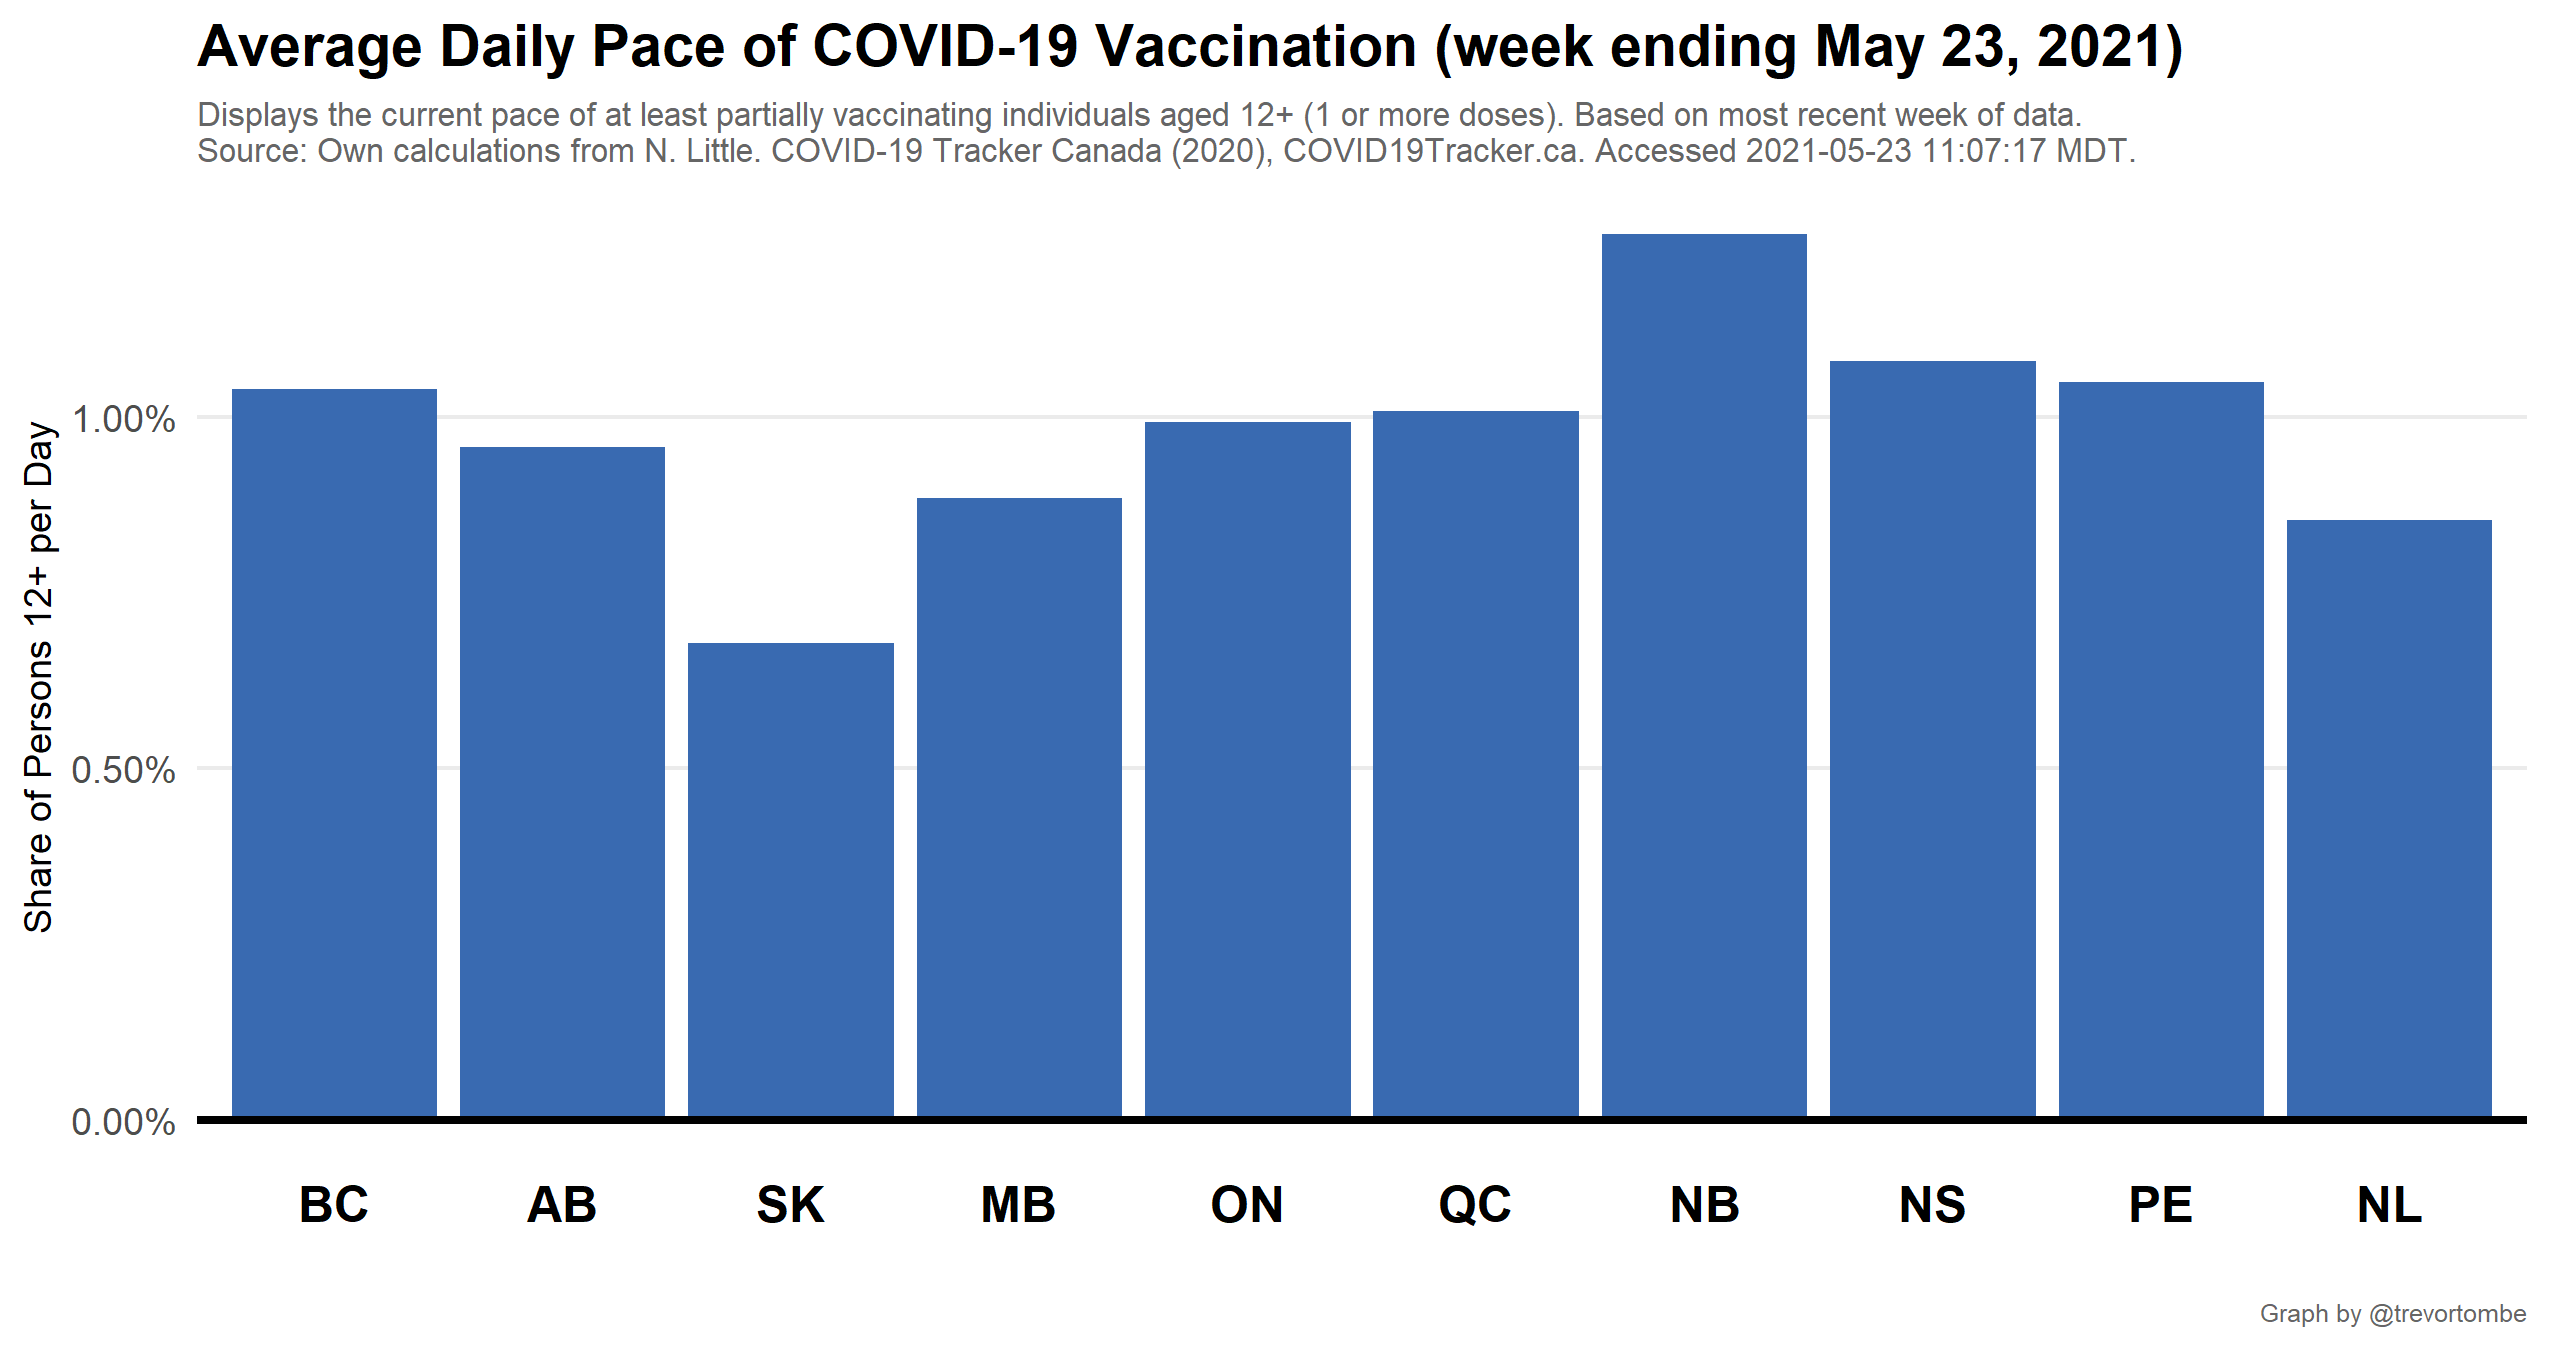 Average Daily Pace of COVID-19 Vaccination (week ending May 23, 2021)
Displays the current pace of at least partially vaccinating individuals aged 12+ (1 or more doses). Based on most recent week of data.
Source: Own calculations from N. Little. COVID-19 Tracker Canada (2020), COVID19Tracker.ca. Accessed 2021-05-23 11:07:17 MDT.
Share of Persons 12+ per Day
1.00%
0.50%
0.00%
BC AB SK MB ON QC NB NS PE NL
Graph by @trevortombe